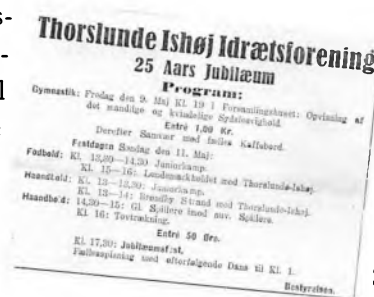 Thorslunde Ishøj Idrætsforening
25 Aars Jubilæum
Program:
Gymnastik: Fredag den 9. Maj Kl. 19 i Forsamlingshuset: Opvisning af
det mandlige og kvindelige
Entré 1,00 Kr.
Derefter Samvær med fælles Kaffebord.
Festdagen Søndag den 11. Maj:
Fodbold: Kl. 13,30—14,30 Juniorkamp.
Kl. 15—16: Landsmarkholdet mod Thorslunde-Ishøj.
Haandbold: Kl. 13—13,30: Juniorkamp.
Kl. 13—14: Brøndby Strand mod Thorslunde-Ishøj.
Haandbold: 14,30—15: Gl. Spillere imod nuv. Spillere.
Kl. 16: Tovtrækning.
Entré 50 Øre.
Kl. 17,30: Jubilæumsfest.
Fællesspisning med efterfølgende Dans til Kl. 1.
Bestyrelsen.